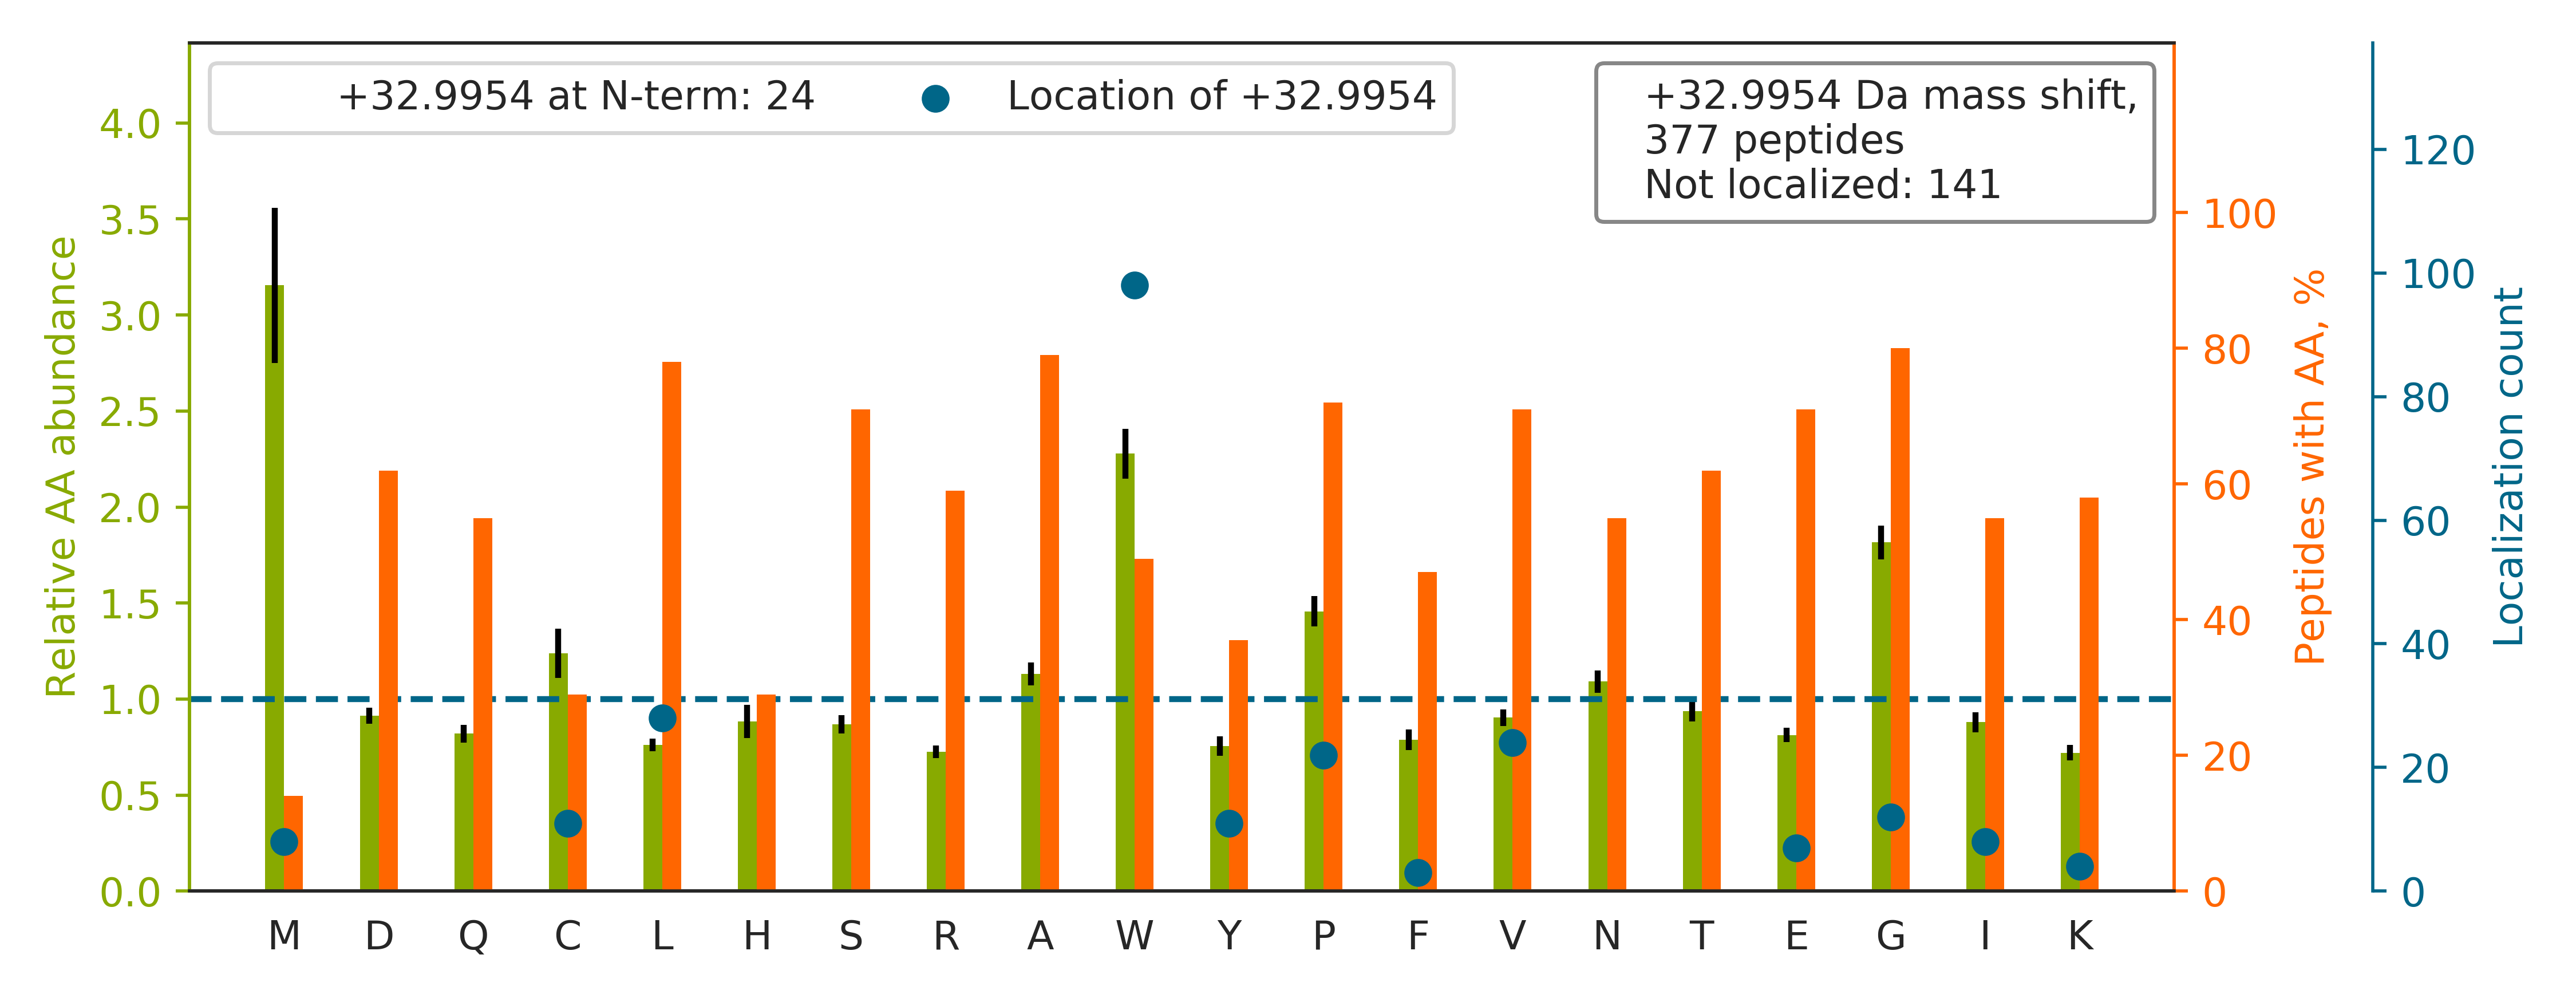 +32.9954 at N-term: 24
Location of +32.9954
+32.9954 Da mass shift,
377 peptides
Not localized: 141
Relative AA abundance
4.0
3.5
3.0
2.5
2.0
1.5
1.0
0.5
0.0
M D Q C L H S R A W Y P F V N T E G I K
100
80
60
40
20
0
Peptides with AA, %
120
100
80
60
40
20
0
Localization count